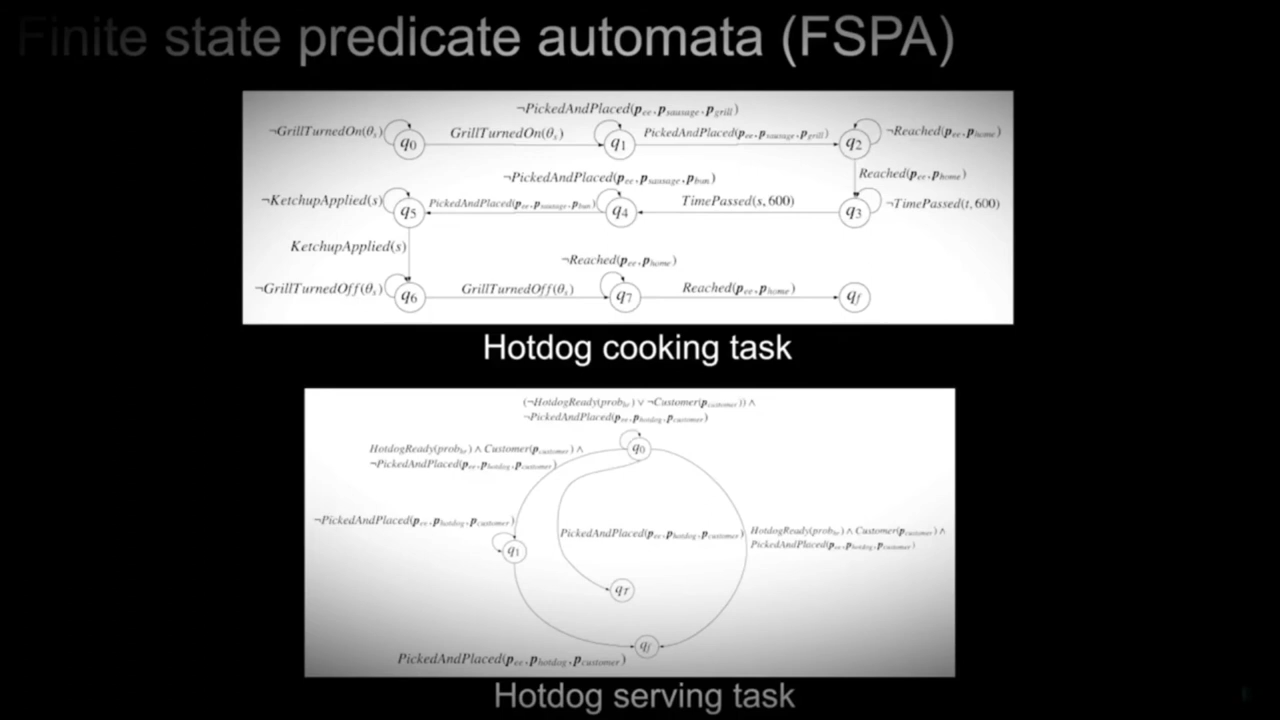 Finite state predicate automata (FSPA)
¬PickedAndPlaced(p_ee, p_sausage, p_grill)
¬GrillTurnedOn(θ_s) q_0 GrillTurnedOn(θ_s) q_1 PickedAndPlaced(p_ee, p_sausage, p_grill) q_2 ¬Reached(p_ee, p_home)
Reached(p_ee, p_home)
¬PickedAndPlaced(p_ee, p_sausage, p_bun)
¬KetchupApplied(s) q_5 PickedAndPlaced(p_ee, p_sausage, p_bun) q_4 TimePassed(s, 600) q_3 ¬TimePassed(t, 600)
KetchupApplied(s)
¬Reached(p_ee, p_home)
¬GrillTurnedOff(θ_s) q_6 GrillTurnedOff(θ_s) q_7 Reached(p_ee, p_home) q_f
Hotdog cooking task
(¬HotdogReady(prob_hr) ∨ ¬Customer(p_customer)) ∧
¬PickedAndPlaced(p_ee, p_hotdog, p_customer)
q_0
HotdogReady(prob_hr) ∧ Customer(p_customer) ∧
¬PickedAndPlaced(p_ee, p_hotdog, p_customer)
¬PickedAndPlaced(p_ee, p_hotdog, p_customer)
q_1
PickedAndPlaced(p_ee, p_hotdog, p_customer)
HotdogReady(prob_hr) ∧ Customer(p_customer) ∧
PickedAndPlaced(p_ee, p_hotdog, p_customer)
q_T
q_f
PickedAndPlaced(p_ee, p_hotdog, p_customer)
Hotdog serving task